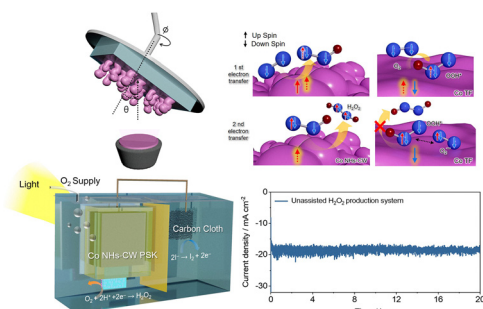 Φ
θ
Up Spin
Down Spin
1 st
electron
transfer
O₂
OOH*
Co TF
2 nd
electron
transfer
H₂O₂
Co NHs-CW
O₂
Co TF
Light
O₂ Supply
Co NHs-CW PSK
Carbon Cloth
2I⁻ → I₂ + 2e⁻
O₂ + 2H⁺ +2e⁻ → H₂O₂
Unassisted H₂O₂ production system
Current density / mA cm⁻²
0
-10
-20
-30
0 4 8 12 16 20